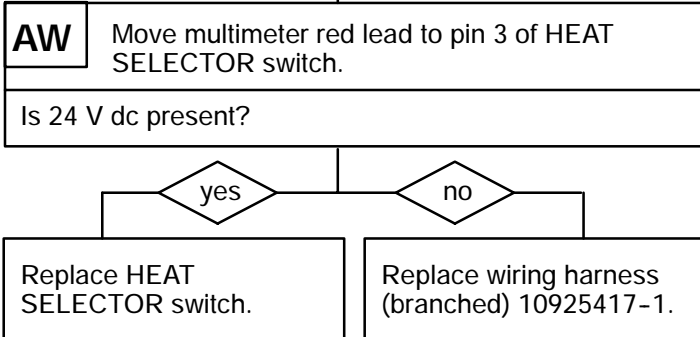 AW
Move multimeter red lead to pin 3 of HEAT
SELECTOR switch.
Is 24 V dc present?
yes
no
Replace HEAT
SELECTOR switch.
Replace wiring harness
(branched) 10925417-1.